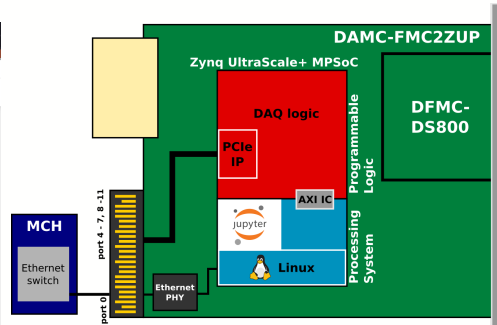 DAMC-FMC2ZUP
Zynq UltraScale+ MPSoC
DAQ logic
PCIe
IP
Programmable
Logic
DFMC-
DS800
AXI IC
jupyter
Processing
System
Linux
port 4 - 7, 8 -11
port 0
MCH
Ethernet
switch
Ethernet
PHY